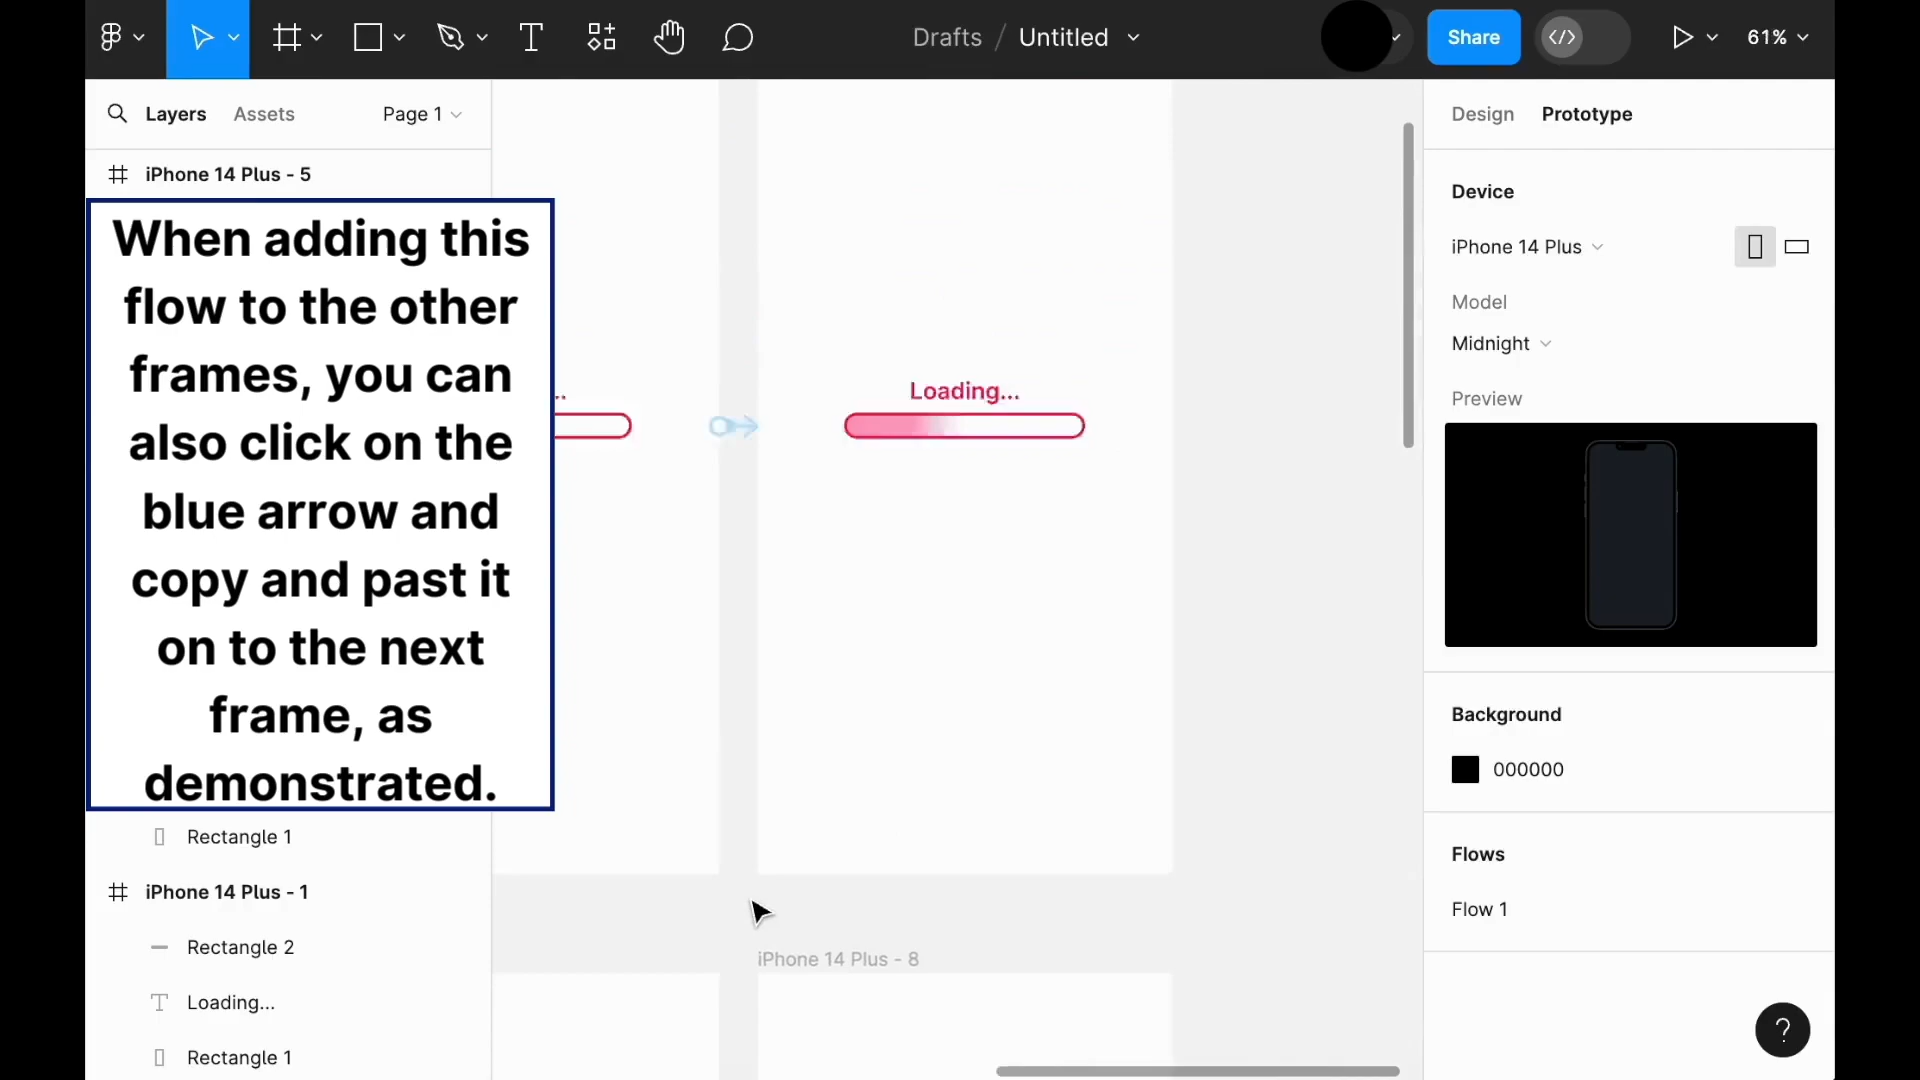 Drafts / Untitled
Share
61%
Layers
Assets
Page 1
iPhone 14 Plus - 5
When adding this
flow to the other
frames, you can
also click on the
blue arrow and
copy and past it
on to the next
frame, as
demonstrated.
Rectangle 1
iPhone 14 Plus - 1
Rectangle 2
Loading...
Rectangle 1
Loading...
iPhone 14 Plus - 8
Design
Prototype
Device
iPhone 14 Plus
Model
Midnight
Preview
Background
000000
Flows
Flow 1
?